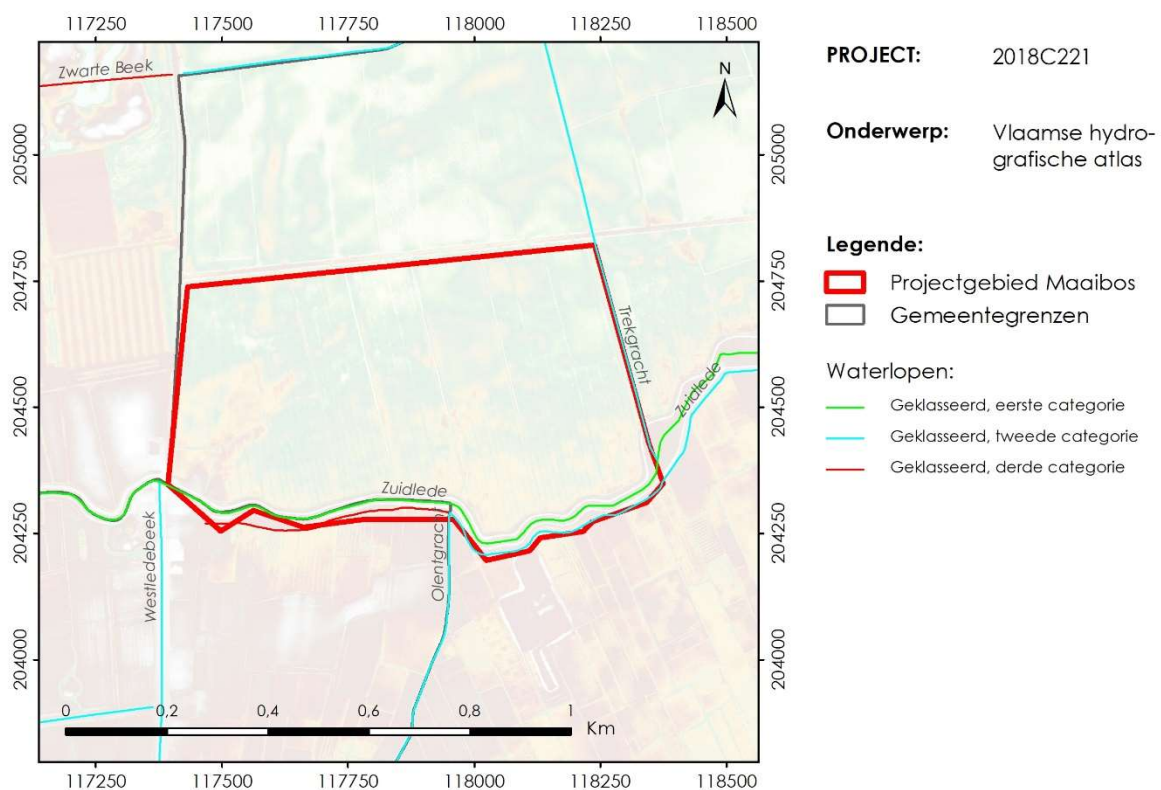 117250 117500 117750 118000 118250 118500
PROJECT: 2018C221
Onderwerp: Vlaamse hydro-
grafische atlas
Legende:
Projectgebied Maaibos
Gemeentegrenzen
Waterlopen:
Geklasseerd, eerste categorie
Geklasseerd, tweede categorie
Geklasseerd, derde categorie
Zwarte Beek
N
205000 205000
204750 204750
Trekgracht
Zuidlede
204500 204500
Zuidlede
204250 204250
Westledebeek
Olentgracht
204000 204000
0 0,2 0,4 0,6 0,8 1
Km
117250 117500 117750 118000 118250 118500